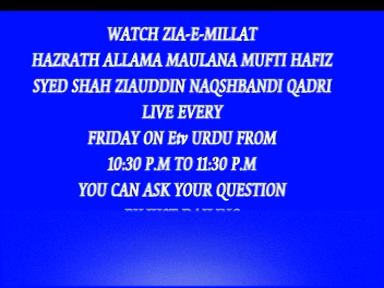 WATCH ZIA-E-MILLAT
HAZRATH ALLAMA MAULANA MUFTI HAFIZ
SYED SHAH ZIAUDDIN NAQSHBANDI QADRI
LIVE EVERY
FRIDAY ON Etv URDU FROM
10:30 P.M TO 11:30 P.M
YOU CAN ASK YOUR QUESTION